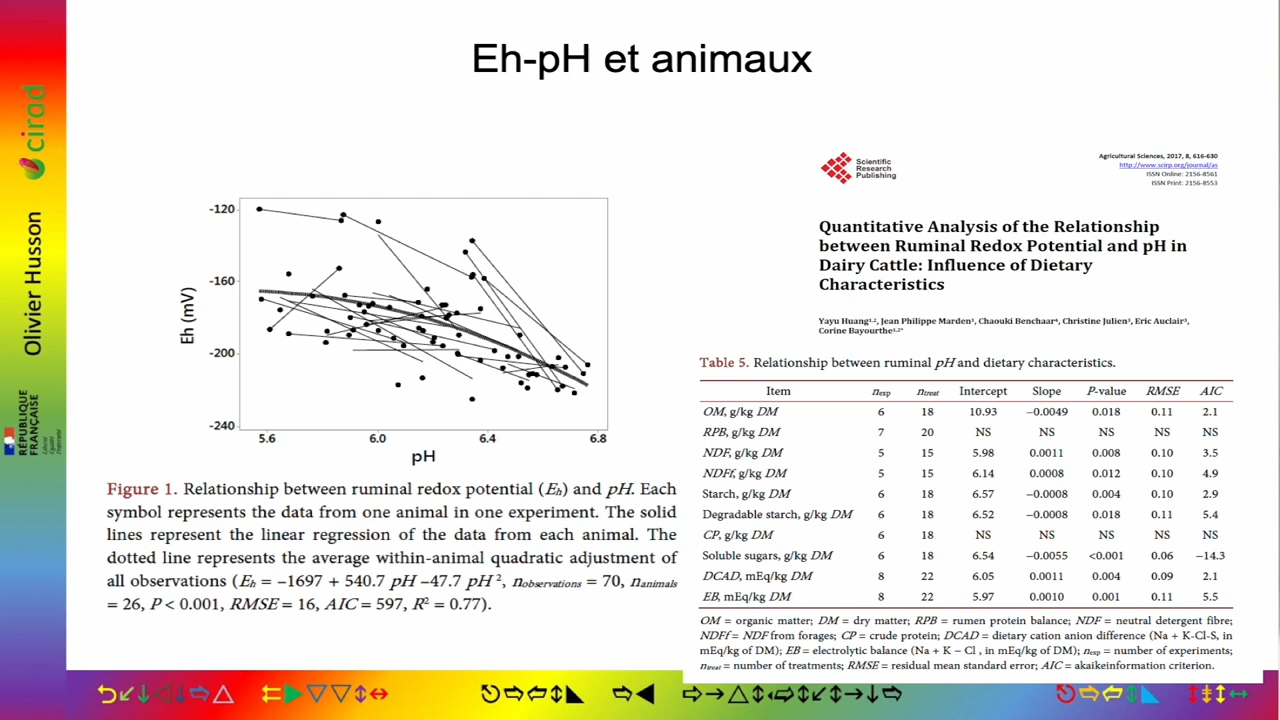 Eh-pH et animaux
cirad
Olivier Husson
RÉPUBLIQUE
FRANÇAISE
Liberté
Égalité
Fraternité
-120
-160
-200
-240
Eh (mV)
5.6 6.0 6.4 6.8
pH
Figure 1. Relationship between ruminal redox potential (Eh) and pH. Each
symbol represents the data from one animal in one experiment. The solid
lines represent the linear regression of the data from each animal. The
dotted line represents the average within-animal quadratic adjustment of
all observations (Eh = −1697 + 540.7 pH −47.7 pH ², nobservations = 70, nanimals
= 26, P < 0.001, RMSE = 16, AIC = 597, R² = 0.77).
Scientific
Research
Publishing
Agricultural Sciences, 2017, 8, 616-630
http://www.scirp.org/journal/as
ISSN Online: 2156-8561
ISSN Print: 2156-8553
Quantitative Analysis of the Relationship
between Ruminal Redox Potential and pH in
Dairy Cattle: Influence of Dietary
Characteristics
Yayu Huang¹,², Jean Philippe Marden³, Chaouki Benchaar⁴, Christine Julien³, Eric Auclair³,
Corine Bayourthe¹,²*
Table 5. Relationship between ruminal pH and dietary characteristics.
Item nexp ntreat Intercept Slope P-value RMSE AIC
OM, g/kg DM 6 18 10.93 −0.0049 0.018 0.11 2.1
RPB, g/kg DM 7 20 NS NS NS NS NS
NDF, g/kg DM 5 15 5.98 0.0011 0.008 0.10 3.5
NDFf, g/kg DM 5 15 6.14 0.0008 0.012 0.10 4.9
Starch, g/kg DM 6 18 6.57 −0.0008 0.004 0.10 2.9
Degradable starch, g/kg DM 6 18 6.52 −0.0008 0.018 0.11 5.4
CP, g/kg DM 6 18 NS NS NS NS NS
Soluble sugars, g/kg DM 6 18 6.54 −0.0055 <0.001 0.06 −14.3
DCAD, mEq/kg DM 8 22 6.05 0.0011 0.004 0.09 2.1
EB, mEq/kg DM 8 22 5.97 0.0010 0.001 0.11 5.5
OM = organic matter; DM = dry matter; RPB = rumen protein balance; NDF = neutral detergent fibre;
NDFf = NDF from forages; CP = crude protein; DCAD = dietary cation anion difference (Na + K-Cl-S, in
mEq/kg of DM); EB = electrolytic balance (Na + K − Cl , in mEq/kg of DM); nexp = number of experiments;
ntreat = number of treatments; RMSE = residual mean standard error; AIC = akaikeinformation criterion.